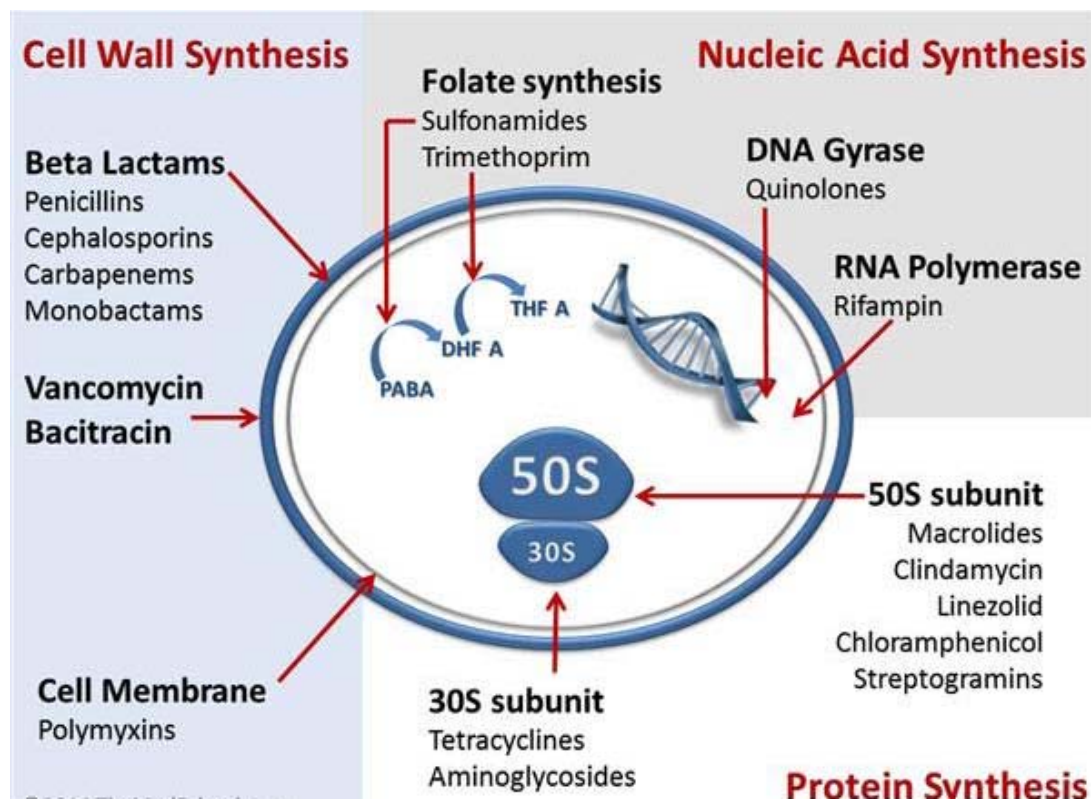 Cell Wall Synthesis
Nucleic Acid Synthesis
Folate synthesis
Sulfonamides
Trimethoprim
Beta Lactams
Penicillins
Cephalosporins
Carbapenems
Monobactams
DNA Gyrase
Quinolones
RNA Polymerase
Rifampin
THF A
DHF A
PABA
Vancomycin
Bacitracin
50S
30S
50S subunit
Macrolides
Clindamycin
Linezolid
Chloramphenicol
Streptogramins
Cell Membrane
Polymyxins
30S subunit
Tetracyclines
Aminoglycosides
Protein Synthesis